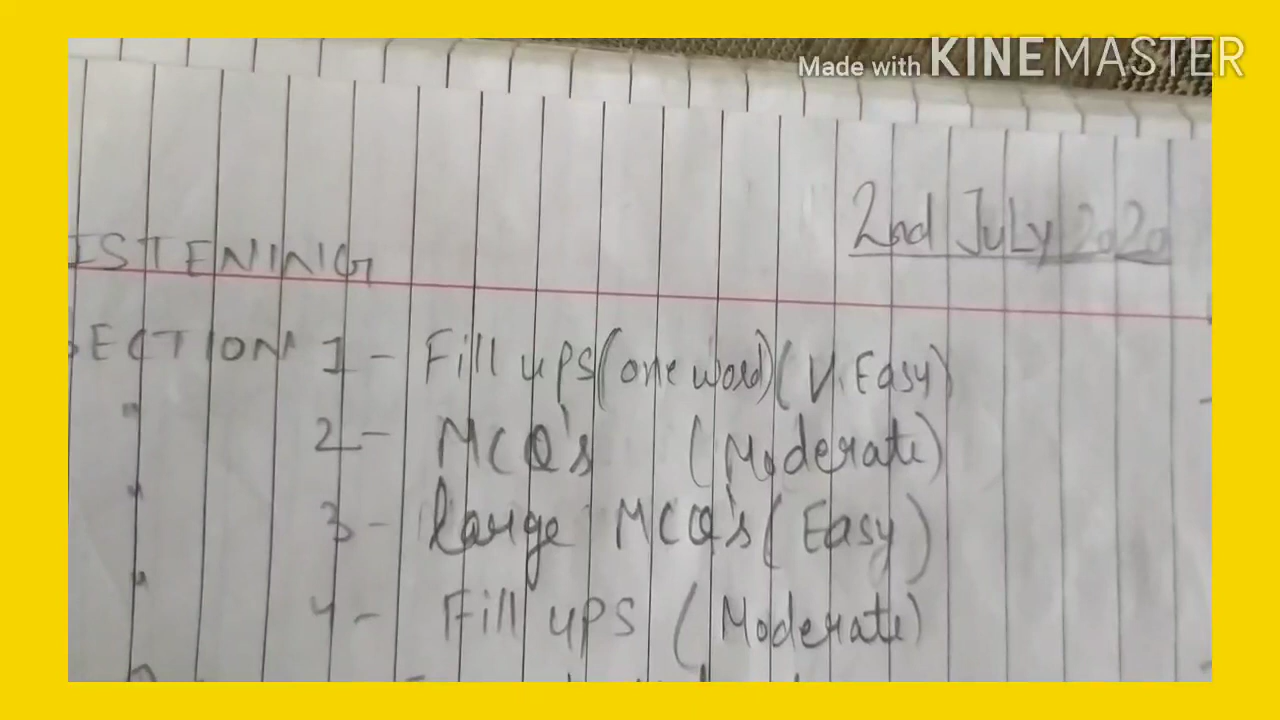 Made with KINEMASTER
2nd JuLy 2020
ISTENING
SECTION 1 - Fill ups (one word) (V. Easy)
" 2 - MCQ's (Moderate)
" 3 - large MCQ's (Easy)
" 4 - Fill ups (Moderate)